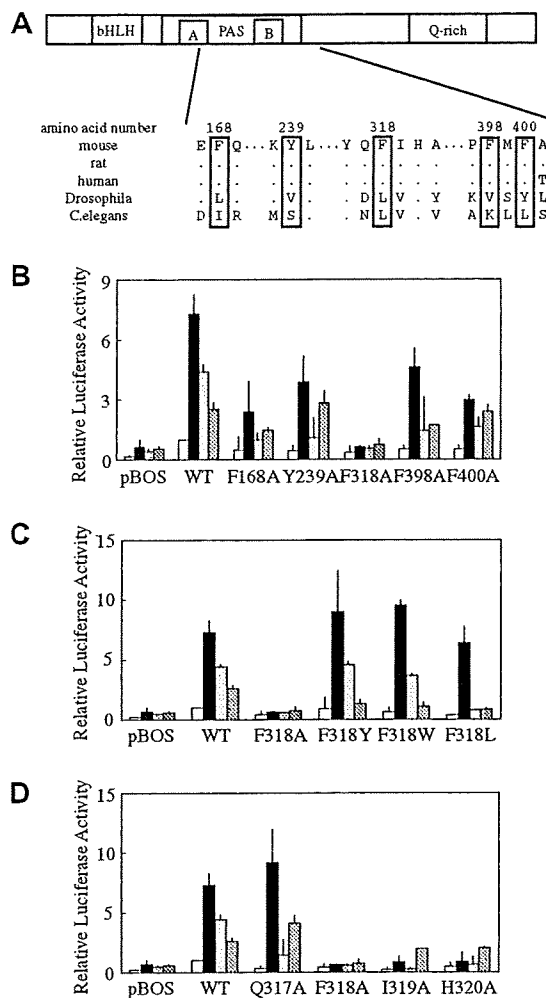 A
bHLH A PAS B Q-rich
amino acid number 168 239 318 398 400
mouse E F Q ... K Y L ... Y Q F I H A ... P F M F A
rat . . . . . . . . . . . . . . . .
human . . . . . . . . . . . . . . . T
Drosophila . L . . V . . D L V . Y K V S Y L
C.elegans D I R M S . . N L V . V A K L L S
B
Relative Luciferase Activity
9
6
3
0
pBOS WT F168A Y239A F318A F398A F400A
C
Relative Luciferase Activity
15
10
5
0
pBOS WT F318A F318Y F318W F318L
D
Relative Luciferase Activity
15
10
5
0
pBOS WT Q317A F318A I319A H320A